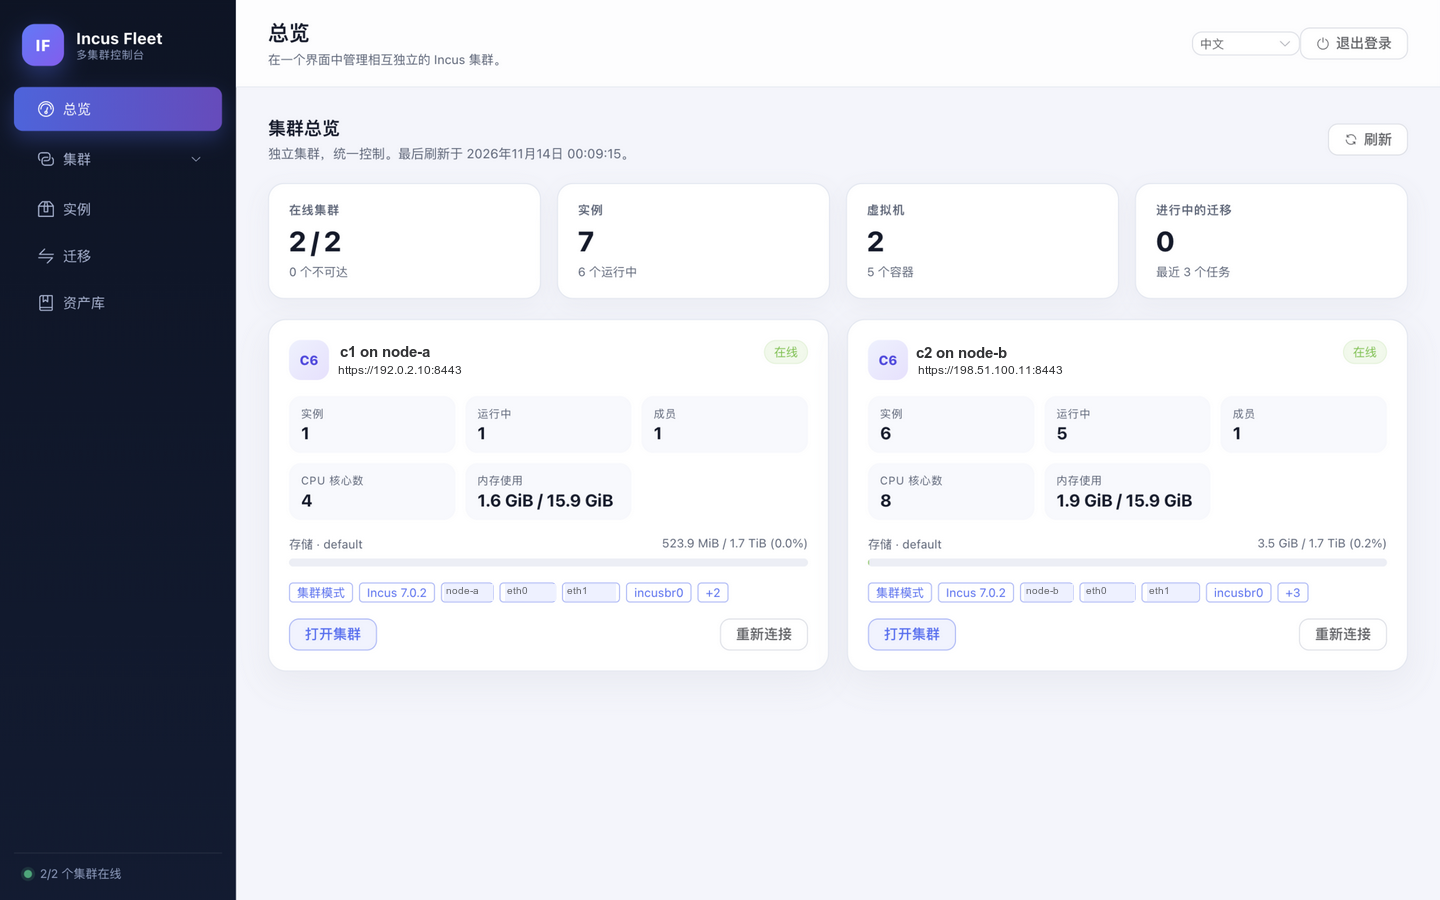 IF
Incus Fleet
多集群控制台
总览
集群
实例
迁移
资产库
2/2 个集群在线
总览
在一个界面中管理相互独立的 Incus 集群。
中文
退出登录
集群总览
独立集群，统一控制。最后刷新于 2026年11月14日 00:09:15。
刷新
在线集群
2 / 2
0 个不可达
实例
7
6 个运行中
虚拟机
2
5 个容器
进行中的迁移
0
最近 3 个任务
C6
c1 on node-a
https://192.0.2.10:8443
在线
实例
1
运行中
1
成员
1
CPU 核心数
4
内存使用
1.6 GiB / 15.9 GiB
存储 · default
523.9 MiB / 1.7 TiB (0.0%)
集群模式 Incus 7.0.2 node-a eth0 eth1 incusbr0 +2
打开集群
重新连接
C6
c2 on node-b
https://198.51.100.11:8443
在线
实例
6
运行中
5
成员
1
CPU 核心数
8
内存使用
1.9 GiB / 15.9 GiB
存储 · default
3.5 GiB / 1.7 TiB (0.2%)
集群模式 Incus 7.0.2 node-b eth0 eth1 incusbr0 +3
打开集群
重新连接